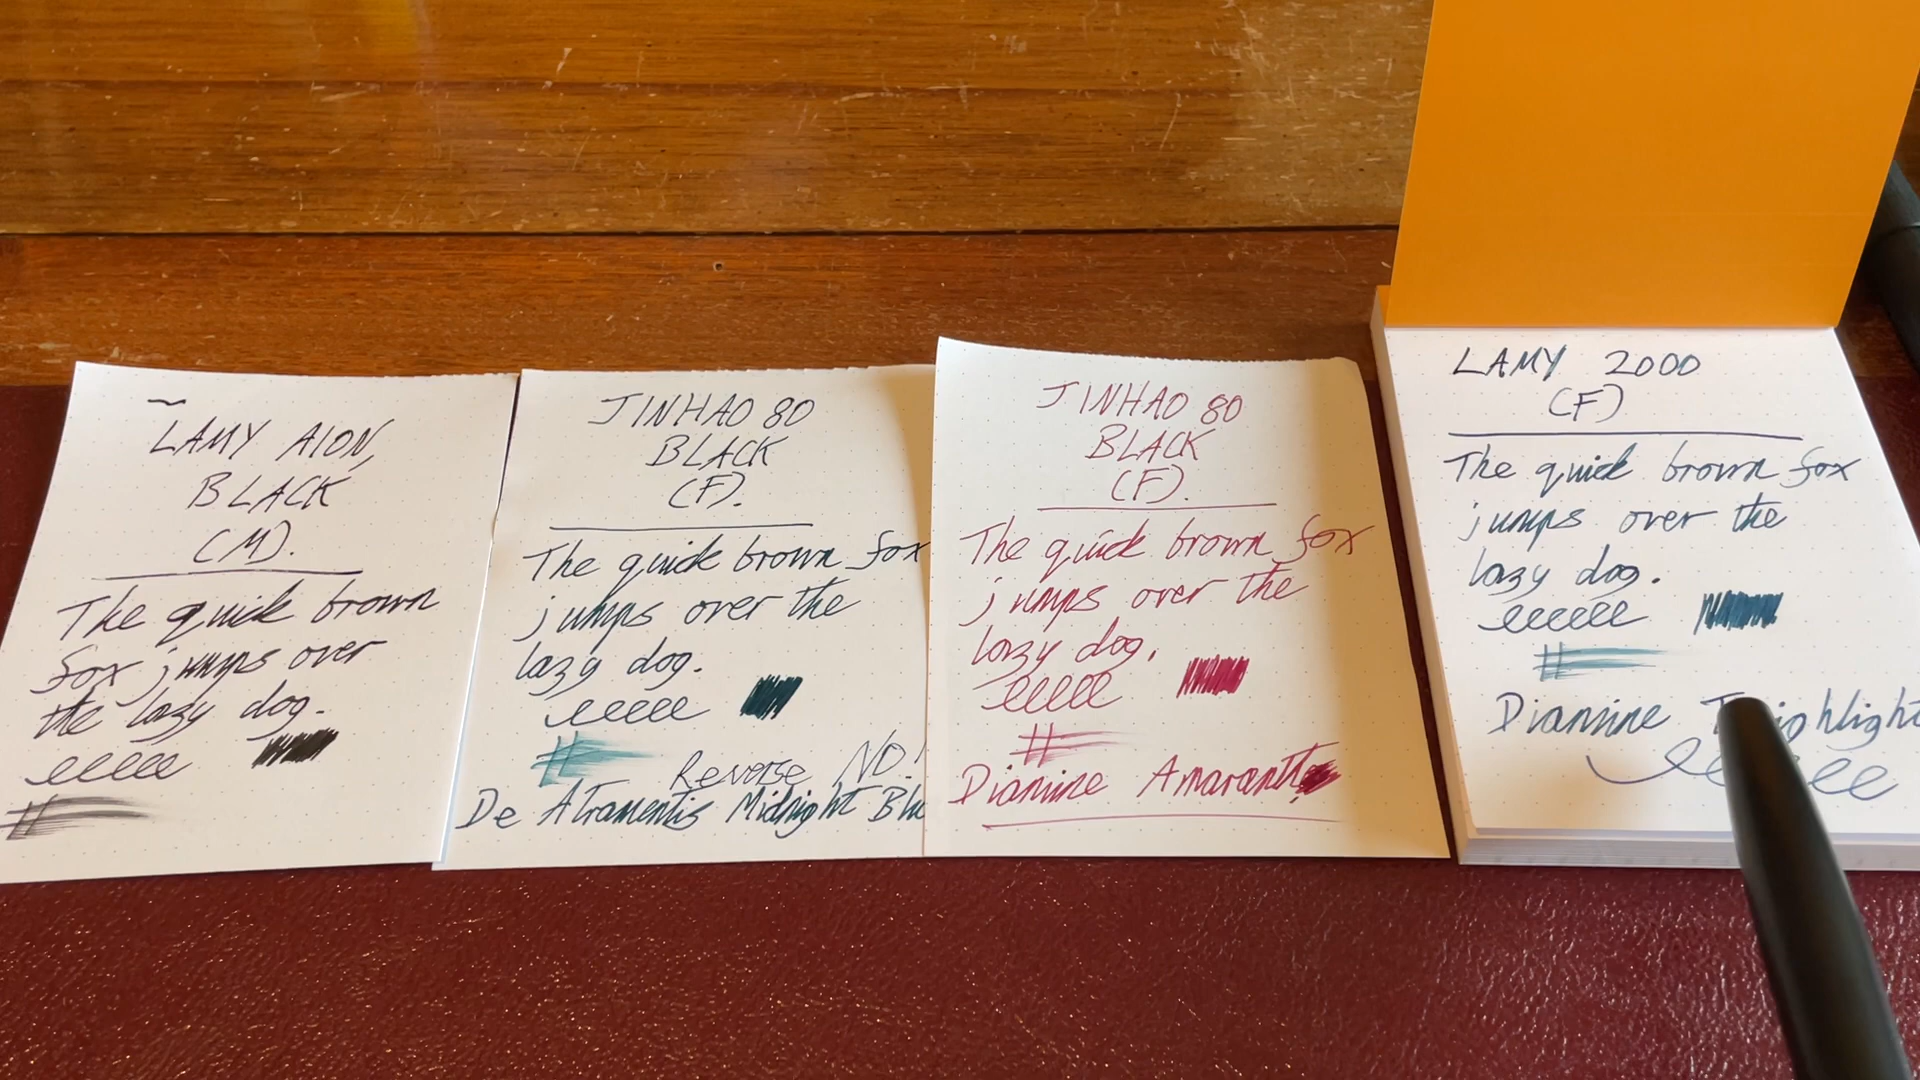 LAMY AION,
BLACK
(M).
The quick brown
fox jumps over
the lazy dog.
eeeee
JINHAO 80
BLACK
(F).
The quick brown fox
jumps over the
lazy dog.
eeeee
Reverse NO!
De Atramentis Midnight Blu
JINHAO 80
BLACK
(F).
The quick brown fox
jumps over the
lazy dog.
eeeee
Diamine Amaranth
LAMY 2000
(F)
The quick brown fox
jumps over the
lazy dog.
eeeeee
Diamine